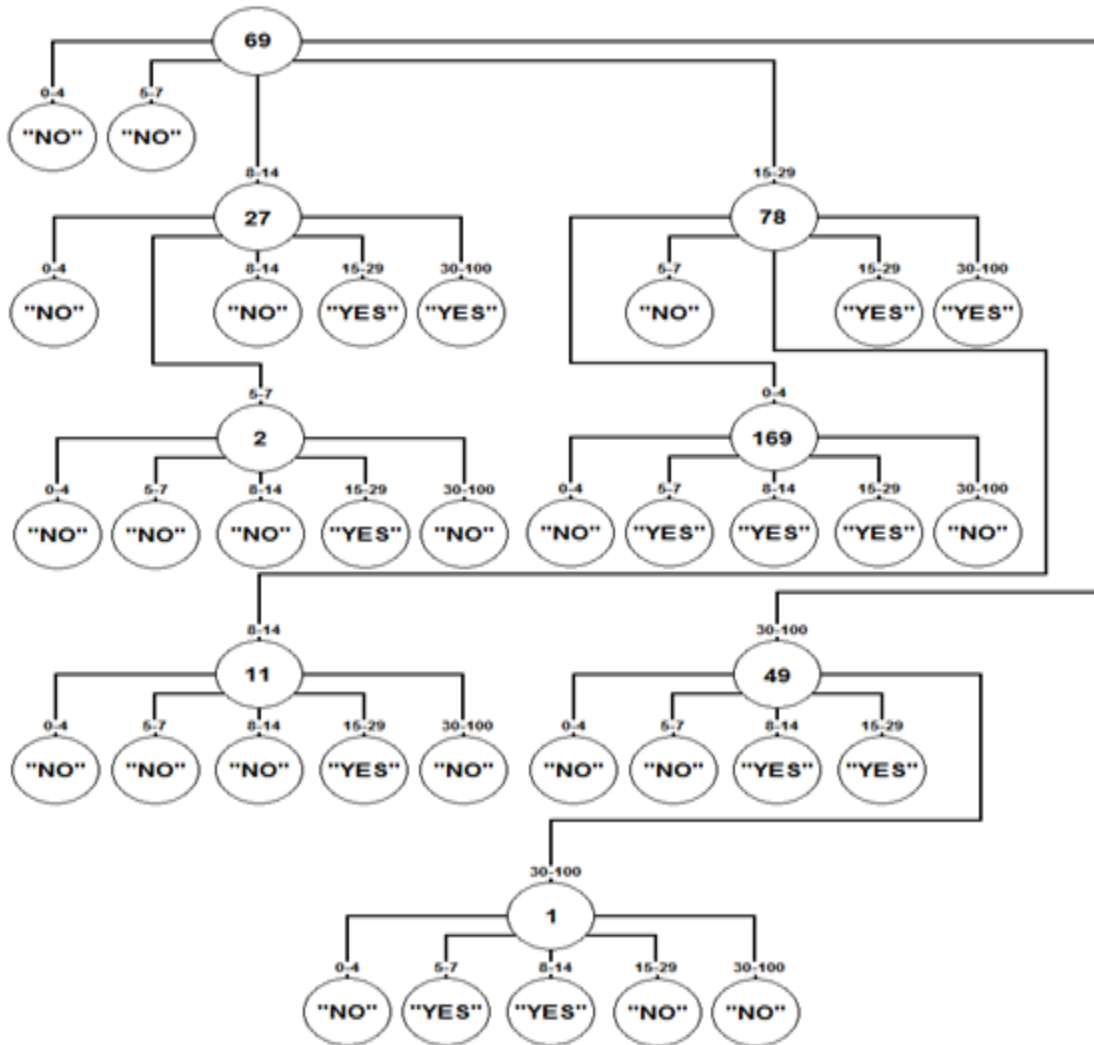 69
0-4 5-7
"NO" "NO"
8-14 15-29
27 78
0-4 8-14 15-29 30-100 5-7 15-29 30-100
"NO" "NO" "YES" "YES" "NO" "YES" "YES"
5-7 0-4
2 169
0-4 5-7 8-14 15-29 30-100 0-4 5-7 8-14 15-29 30-100
"NO" "NO" "NO" "YES" "NO" "NO" "YES" "YES" "YES" "NO"
8-14 30-100
11 49
0-4 5-7 8-14 15-29 30-100 0-4 5-7 8-14 15-29
"NO" "NO" "NO" "YES" "NO" "NO" "NO" "YES" "YES"
30-100
1
0-4 5-7 8-14 15-29 30-100
"NO" "YES" "YES" "NO" "NO"